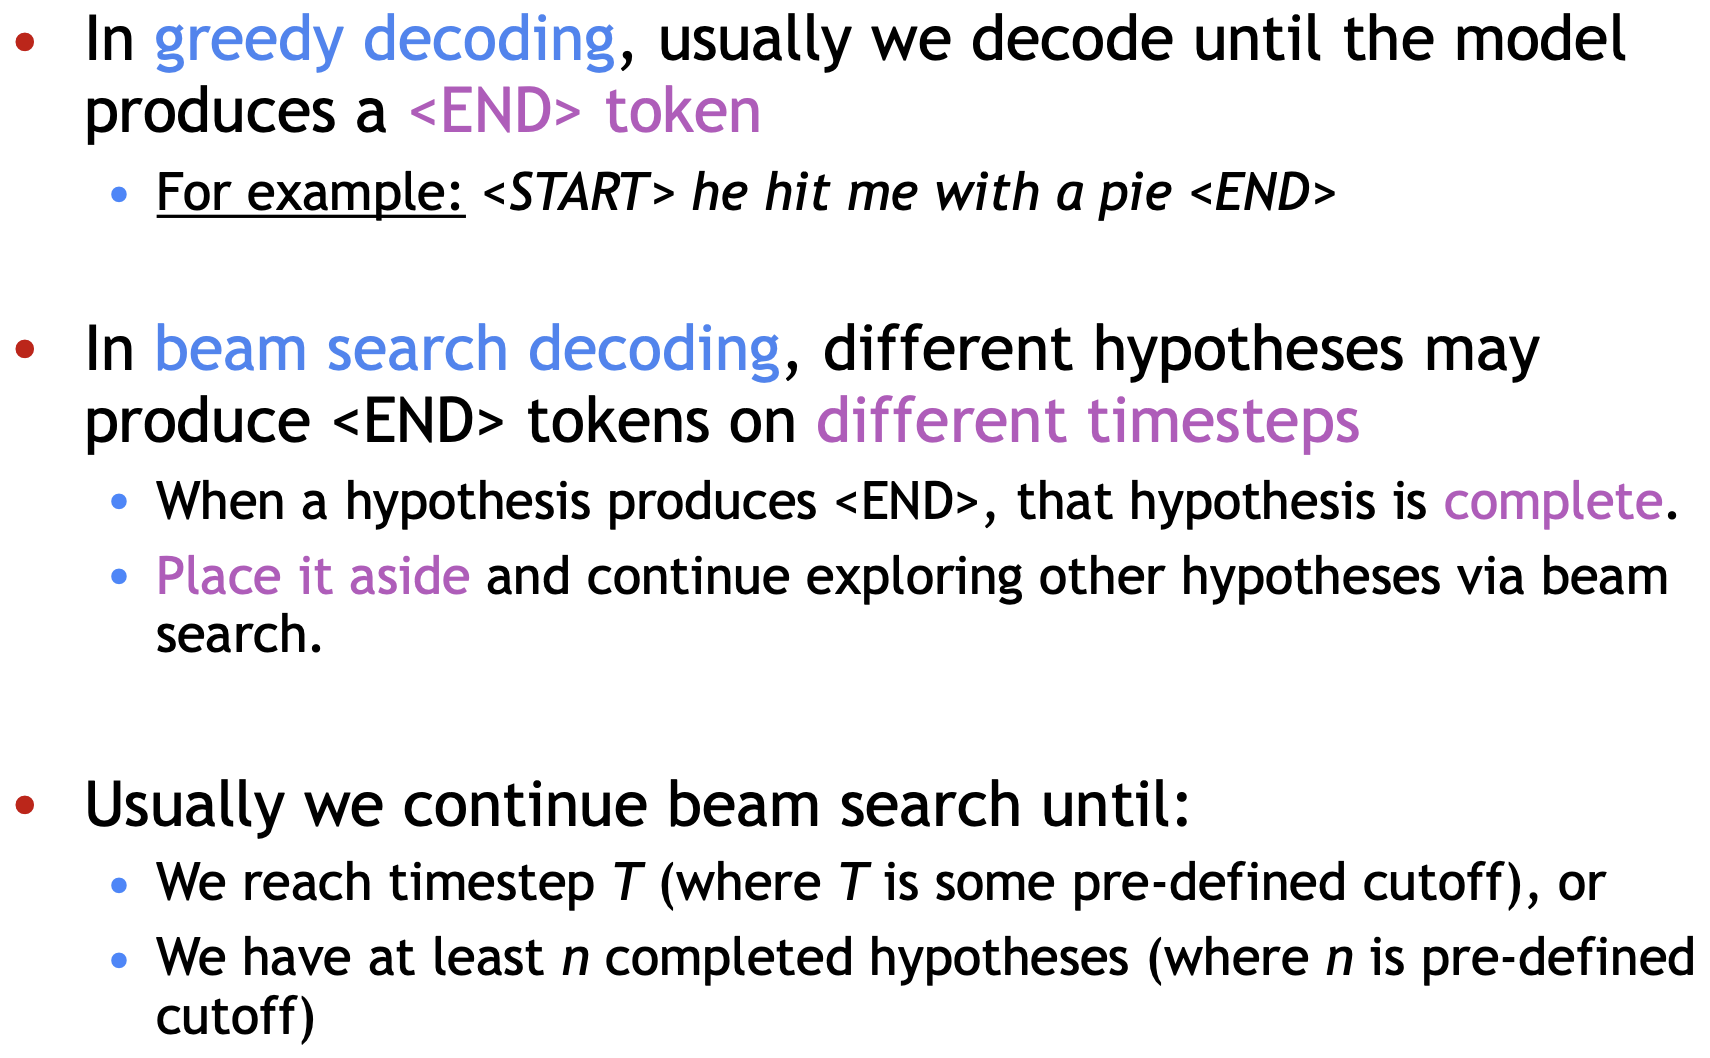 • In greedy decoding, usually we decode until the model
produces a <END> token
• For example: <START> he hit me with a pie <END>
• In beam search decoding, different hypotheses may
produce <END> tokens on different timesteps
• When a hypothesis produces <END>, that hypothesis is complete.
• Place it aside and continue exploring other hypotheses via beam
search.
• Usually we continue beam search until:
• We reach timestep T (where T is some pre-defined cutoff), or
• We have at least n completed hypotheses (where n is pre-defined
cutoff)